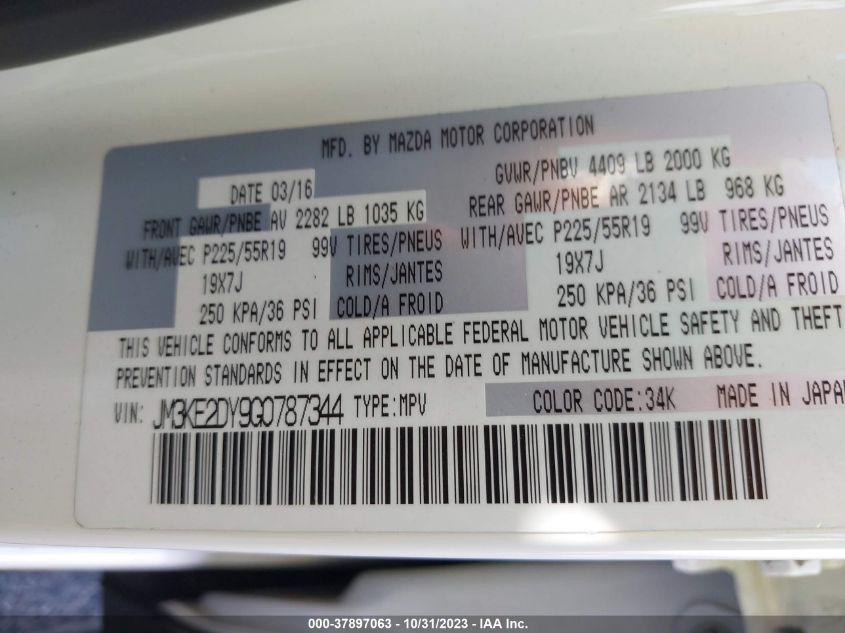 MFD. BY MAZDA MOTOR CORPORATION
DATE 03/16
GVWR/PNBV 4409 LB 2000 KG
FRONT GAWR/PNBE AV 2282 LB 1035 KG
REAR GAWR/PNBE AR 2134 LB 968 KG
WITH/AVEC P225/55R19 99V TIRES/PNEUS
WITH/AVEC P225/55R19 99V TIRES/PNEUS
19X7J RIMS/JANTES
19X7J RIMS/JANTES
250 KPA/36 PSI COLD/A FROID
250 KPA/36 PSI COLD/A FROID
THIS VEHICLE CONFORMS TO ALL APPLICABLE FEDERAL MOTOR VEHICLE SAFETY AND THEFT
PREVENTION STANDARDS IN EFFECT ON THE DATE OF MANUFACTURE SHOWN ABOVE.
VIN: JM3KE2DY9G0787344 TYPE:MPV COLOR CODE:34K MADE IN JAPAN
000-37897063 - 10/31/2023 - IAA Inc.